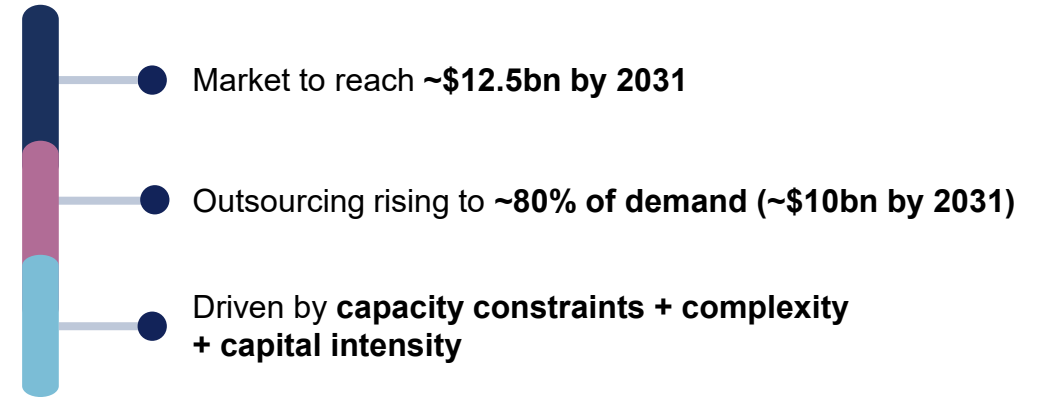 Market to reach ~$12.5bn by 2031
Outsourcing rising to ~80% of demand (~$10bn by 2031)
Driven by capacity constraints + complexity
+ capital intensity